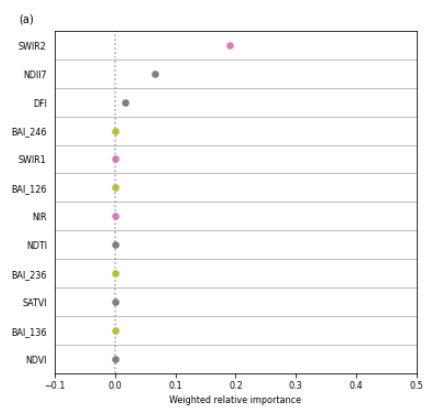 (a)
SWIR2
NDII7
DFI
BAI_246
SWIR1
BAI_126
NIR
NDTI
BAI_236
SATVI
BAI_136
NDVI
−0.1 0.0 0.1 0.2 0.3 0.4 0.5
Weighted relative importance